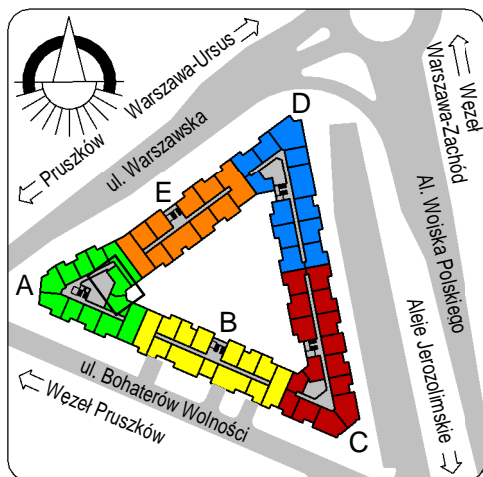 Warszawa-Ursus
Pruszków
ul. Warszawska
Węzeł
Warszawa-Zachód
Al. Wojska Polskiego
Aleje Jerozolimskie
D
E
A
B
C
ul. Bohaterów Wolności
Węzeł Pruszków